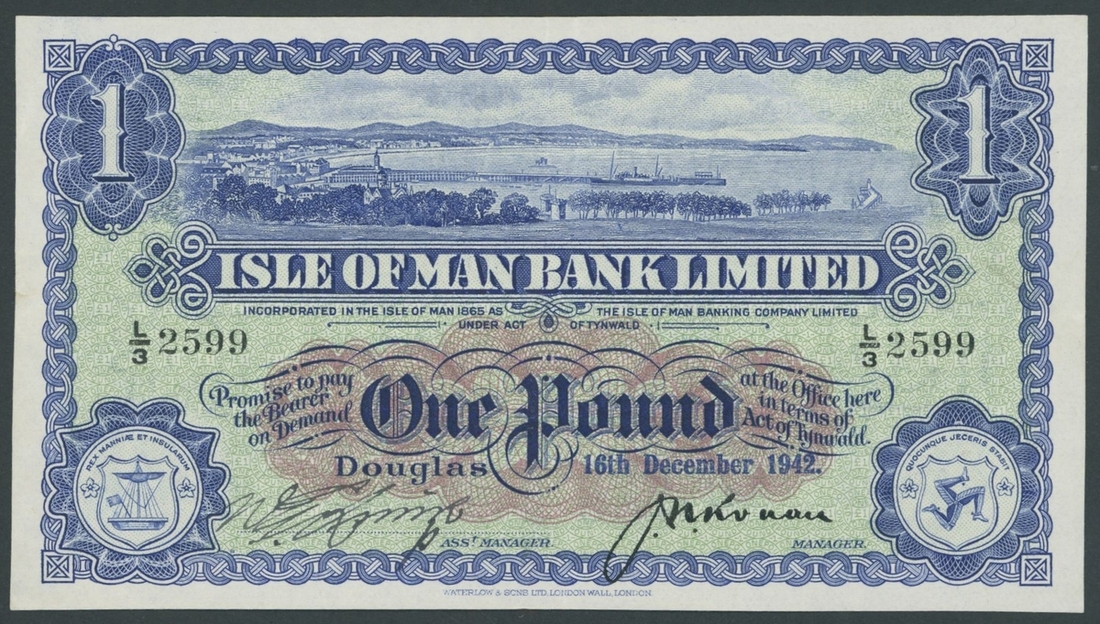 1 1
ISLE OF MAN BANK LIMITED
INCORPORATED IN THE ISLE OF MAN 1865 AS THE ISLE OF MAN BANKING COMPANY LIMITED
UNDER ACT OF TYNWALD
L/3 2599 L/3 2599
Promise to pay
the Bearer
on Demand
One Pound
at the Office here
in terms of
Act of Tynwald.
Douglas 16th December 1942.
REX MANNIÆ ET INSULARUM
QUOCUNQUE JECERIS STABIT
ASST. MANAGER. MANAGER.
WATERLOW & SONS LTD, LONDON WALL, LONDON.